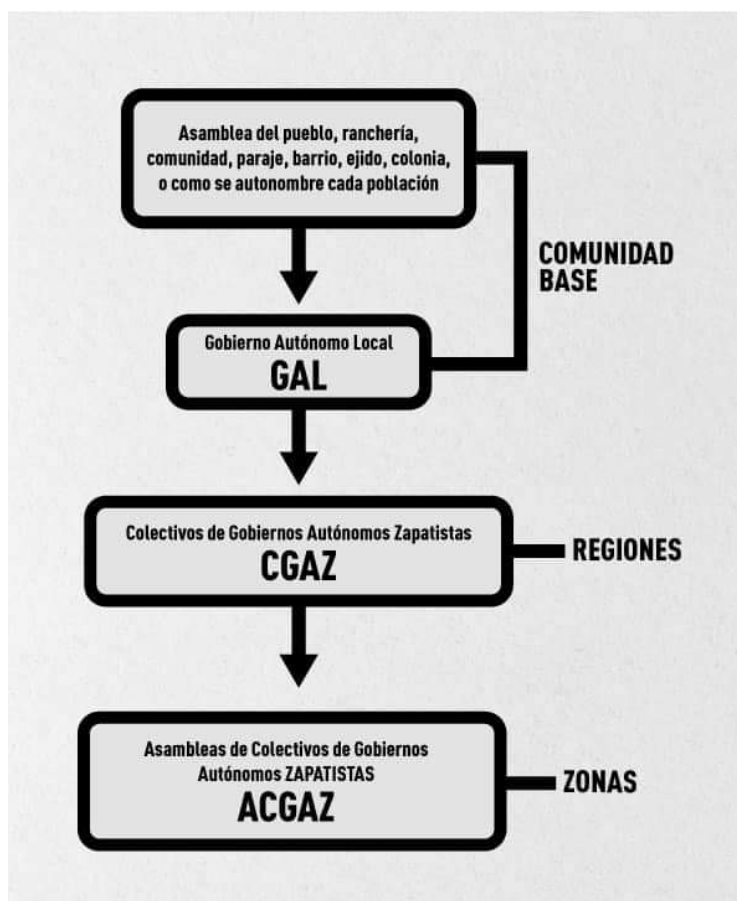 Asamblea del pueblo, ranchería,
comunidad, paraje, barrio, ejido, colonia,
o como se autonombre cada población
COMUNIDAD
BASE
Gobierno Autónomo Local
GAL
Colectivos de Gobiernos Autónomos Zapatistas
CGAZ
REGIONES
Asambleas de Colectivos de Gobiernos
Autónomos ZAPATISTAS
ACGAZ
ZONAS